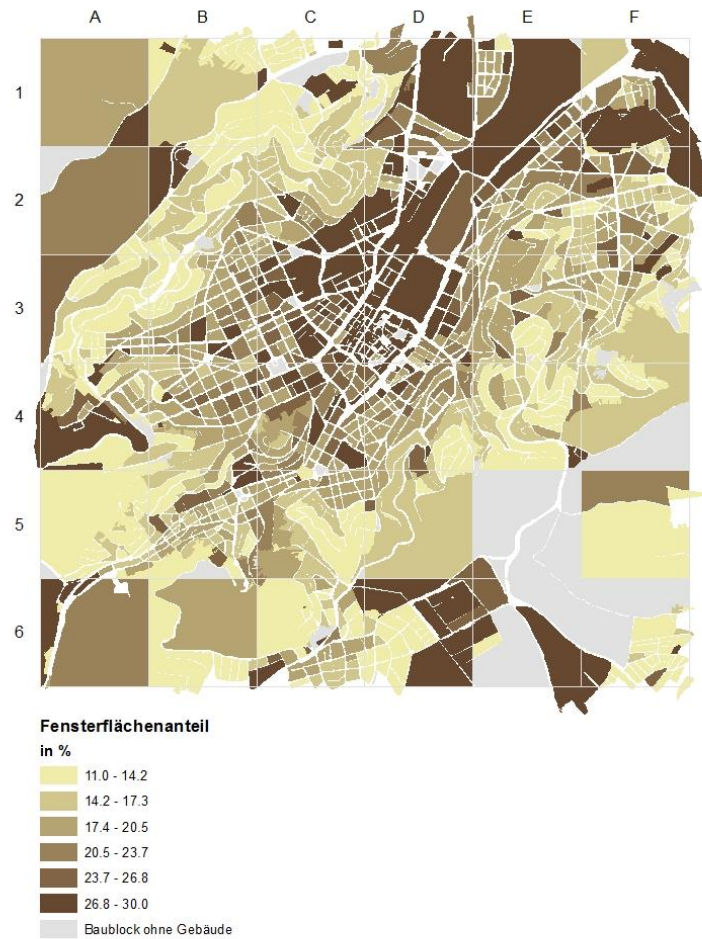 A B C D E F
1
2
3
4
5
6
Fensterflächenanteil
in %
11.0 - 14.2
14.2 - 17.3
17.4 - 20.5
20.5 - 23.7
23.7 - 26.8
26.8 - 30.0
Baublock ohne Gebäude